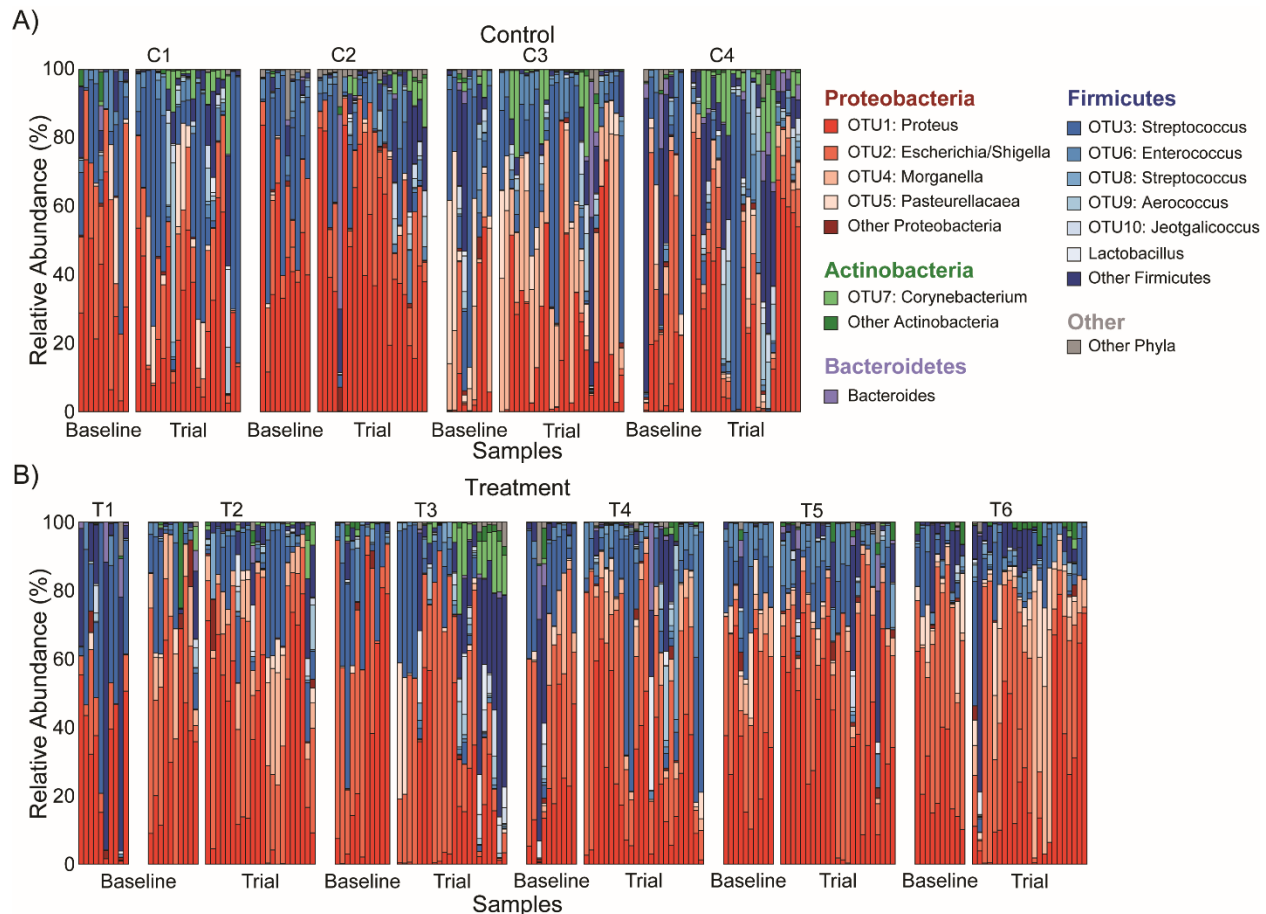 A)
Control
C1 C2 C3 C4
Relative Abundance (%)
100
80
60
40
20
0
Baseline Trial Baseline Trial Baseline Trial Baseline Trial
Samples
Proteobacteria
OTU1: Proteus
OTU2: Escherichia/Shigella
OTU4: Morganella
OTU5: Pasteurellacaea
Other Proteobacteria
Actinobacteria
OTU7: Corynebacterium
Other Actinobacteria
Bacteroidetes
Bacteroides
Firmicutes
OTU3: Streptococcus
OTU6: Enterococcus
OTU8: Streptococcus
OTU9: Aerococcus
OTU10: Jeotgalicoccus
Lactobacillus
Other Firmicutes
Other
Other Phyla
B)
Treatment
T1 T2 T3 T4 T5 T6
Relative Abundance (%)
100
80
60
40
20
0
Baseline Trial Baseline Trial Baseline Trial Baseline Trial Baseline Trial
Samples